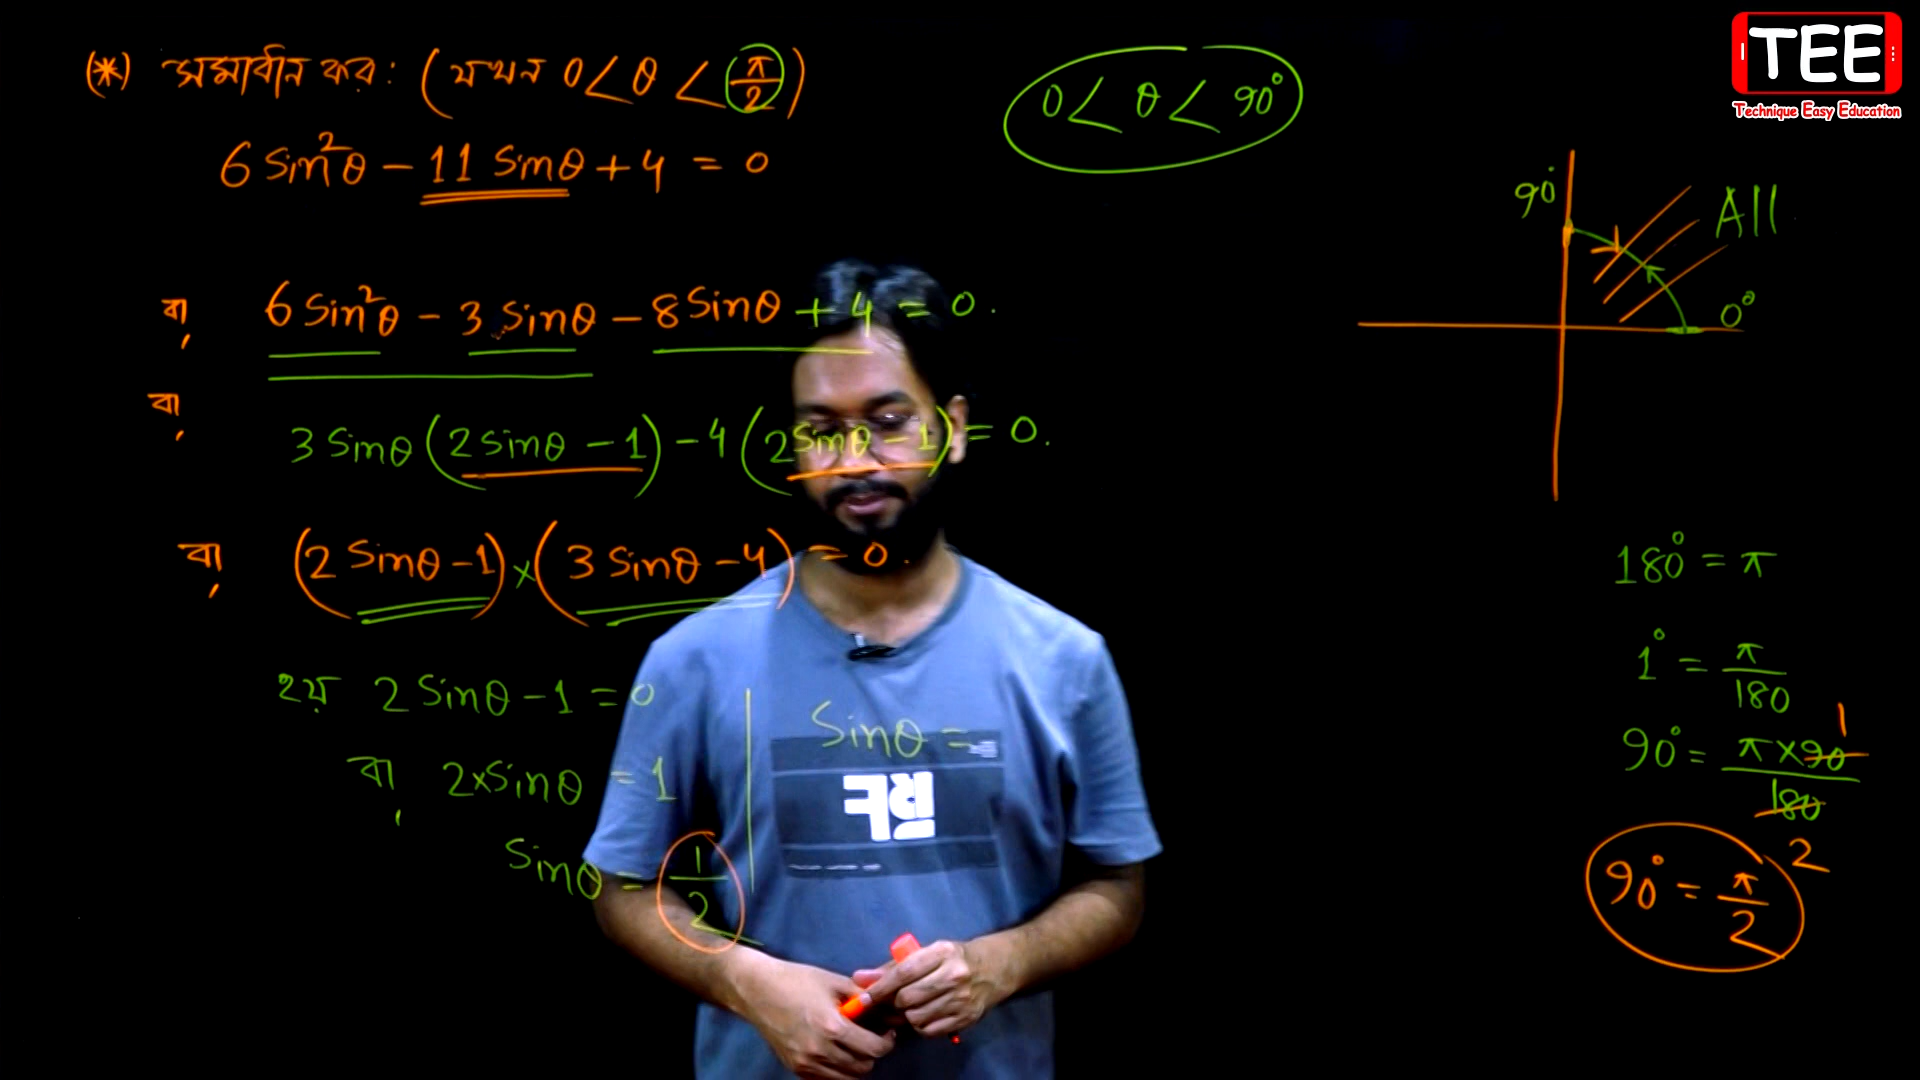 (*) সমাধান কর : (যখন 0 < θ < π/2)
6 Sin²θ - 11 Sinθ + 4 = 0
বা, 6 Sin²θ - 3 Sinθ - 8 Sinθ + 4 = 0.
বা, 3 Sinθ (2 Sinθ - 1) - 4 (2 Sinθ - 1) = 0.
বা, (2 Sinθ - 1) × (3 Sinθ - 4) = 0.
হয় 2 Sinθ - 1 = 0
বা, 2 × Sinθ = 1
Sinθ = 1/2
Sinθ =
RF
0 < θ < 90°
TEE
Technique Easy Education
90°
All
0°
180° = π
1° = π/180
90° = π × 90/180
1
2
90° = π/2